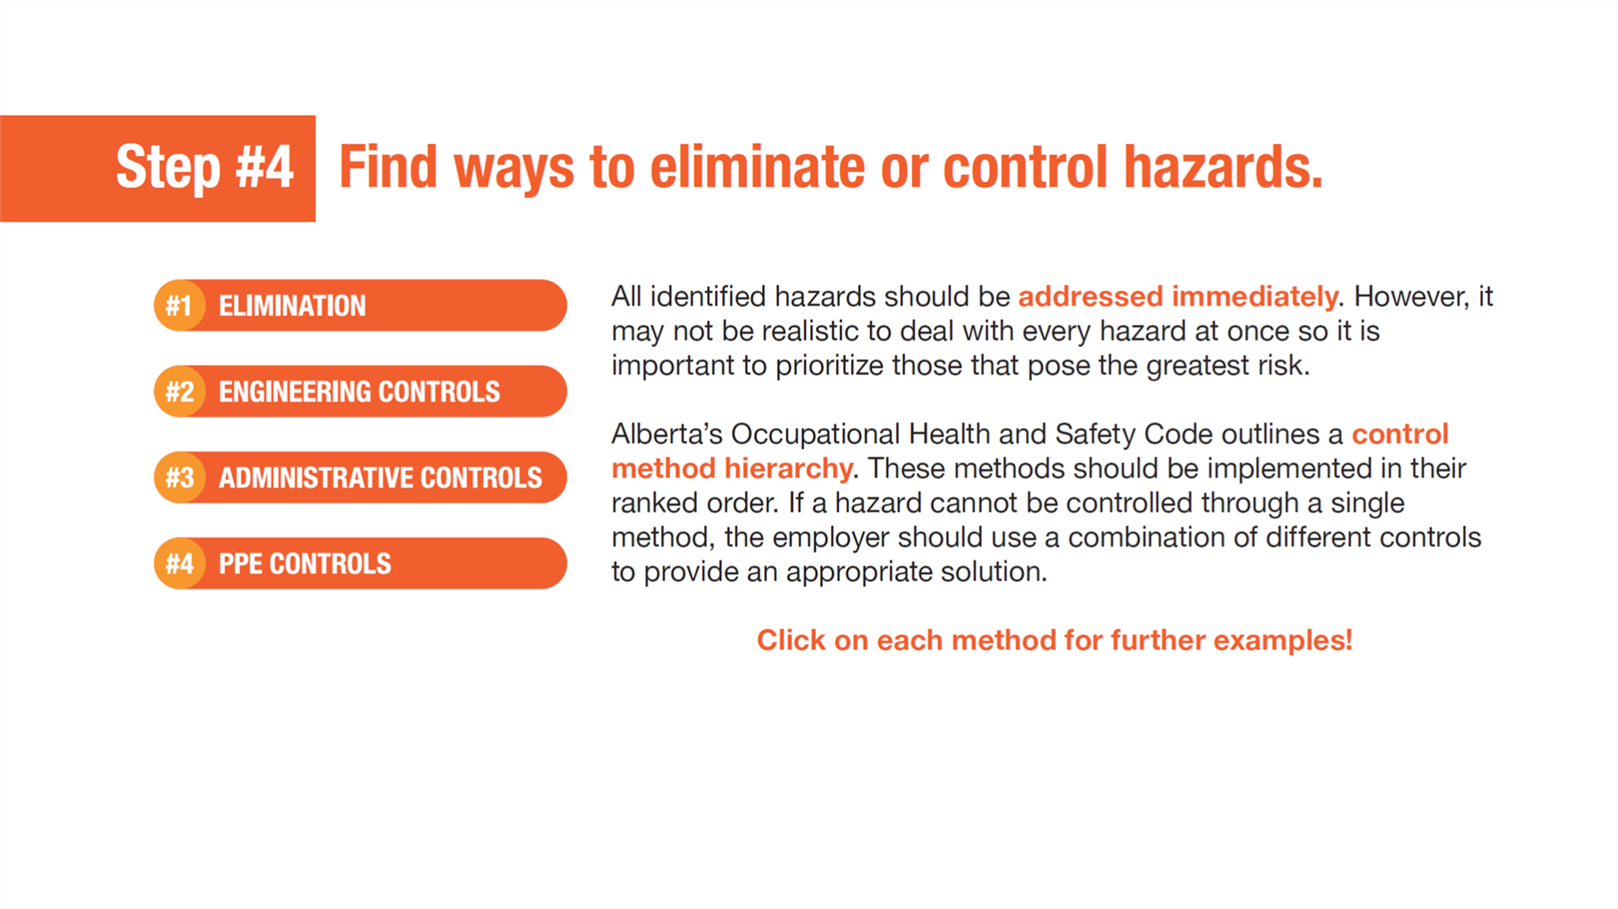 Step #4 Find ways to eliminate or control hazards.
#1 ELIMINATION
#2 ENGINEERING CONTROLS
#3 ADMINISTRATIVE CONTROLS
#4 PPE CONTROLS
All identified hazards should be addressed immediately. However, it
may not be realistic to deal with every hazard at once so it is
important to prioritize those that pose the greatest risk.
Alberta’s Occupational Health and Safety Code outlines a control
method hierarchy. These methods should be implemented in their
ranked order. If a hazard cannot be controlled through a single
method, the employer should use a combination of different controls
to provide an appropriate solution.
Click on each method for further examples!